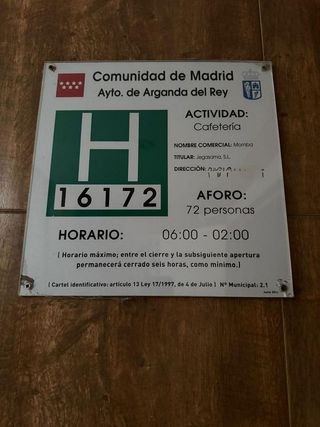 Comunidad de Madrid
Ayto. de Arganda del Rey
H
16172
ACTIVIDAD:
Cafetería
NOMBRE COMERCIAL: Momba
TITULAR: Jegasama, S.L.
DIRECCIÓN:
AFORO:
72 personas
HORARIO: 06:00 - 02:00
( Horario máximo; entre el cierre y la subsiguiente apertura
permanecerá cerrado seis horas, como mínimo.)
( Cartel identificativo: artículo 13 Ley 17/1997, de 4 de Julio ) Nº Municipal: 2.1